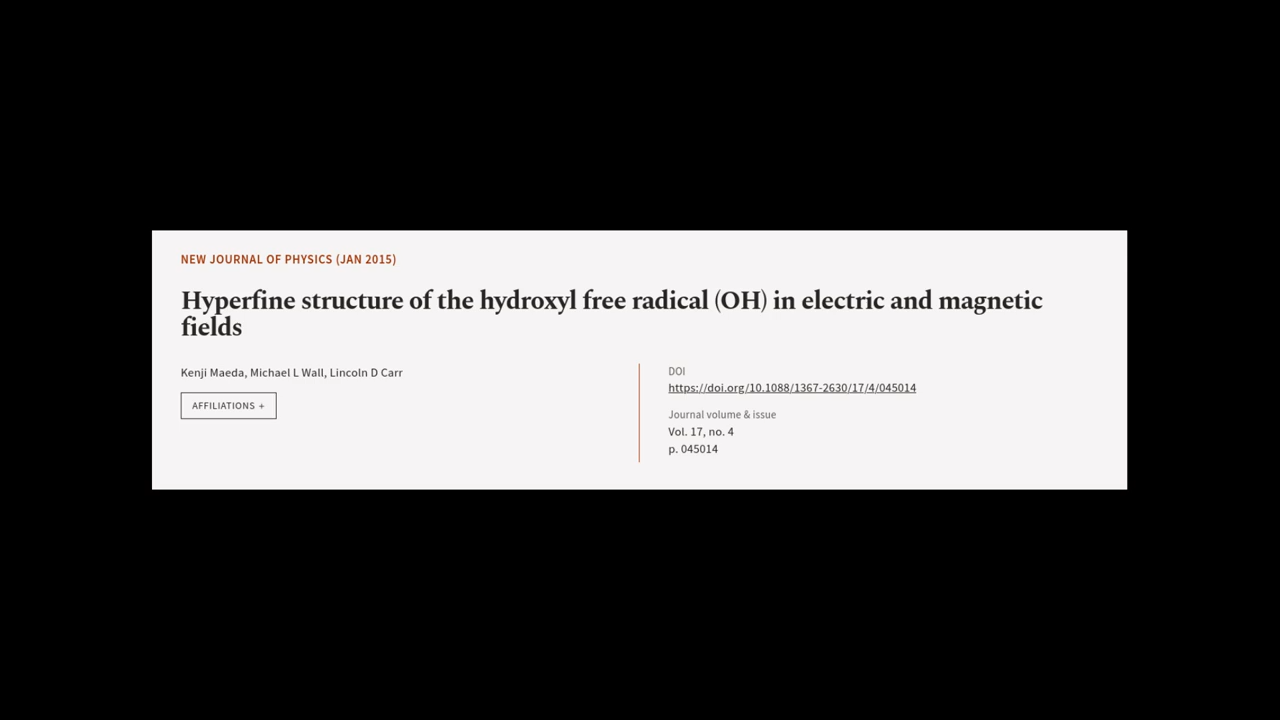 NEW JOURNAL OF PHYSICS (JAN 2015)
Hyperfine structure of the hydroxyl free radical (OH) in electric and magnetic
fields
Kenji Maeda, Michael L Wall, Lincoln D Carr
AFFILIATIONS +
DOI
https://doi.org/10.1088/1367-2630/17/4/045014
Journal volume & issue
Vol. 17, no. 4
p. 045014